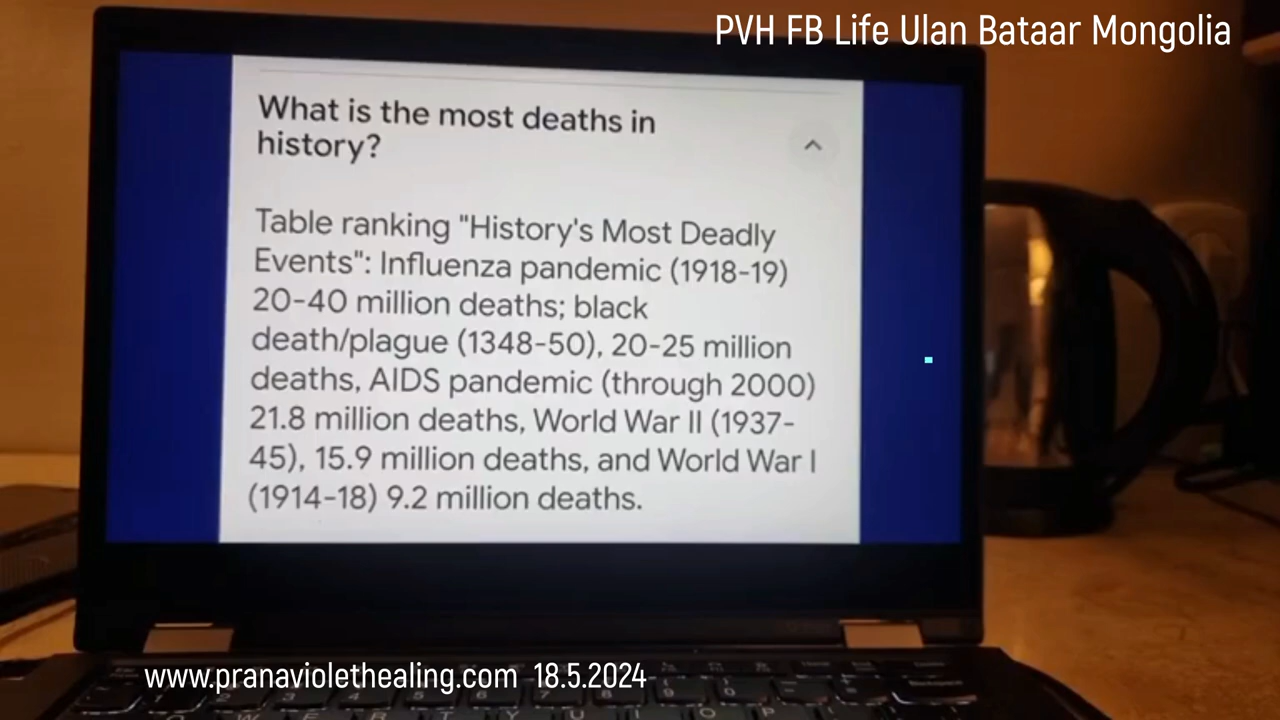 PVH FB Life Ulan Bataar Mongolia
What is the most deaths in
history?
Table ranking "History's Most Deadly
Events": Influenza pandemic (1918-19)
20-40 million deaths; black
death/plague (1348-50), 20-25 million
deaths, AIDS pandemic (through 2000)
21.8 million deaths, World War II (1937-
45), 15.9 million deaths, and World War I
(1914-18) 9.2 million deaths.
www.pranaviolethealing.com 18.5.2024